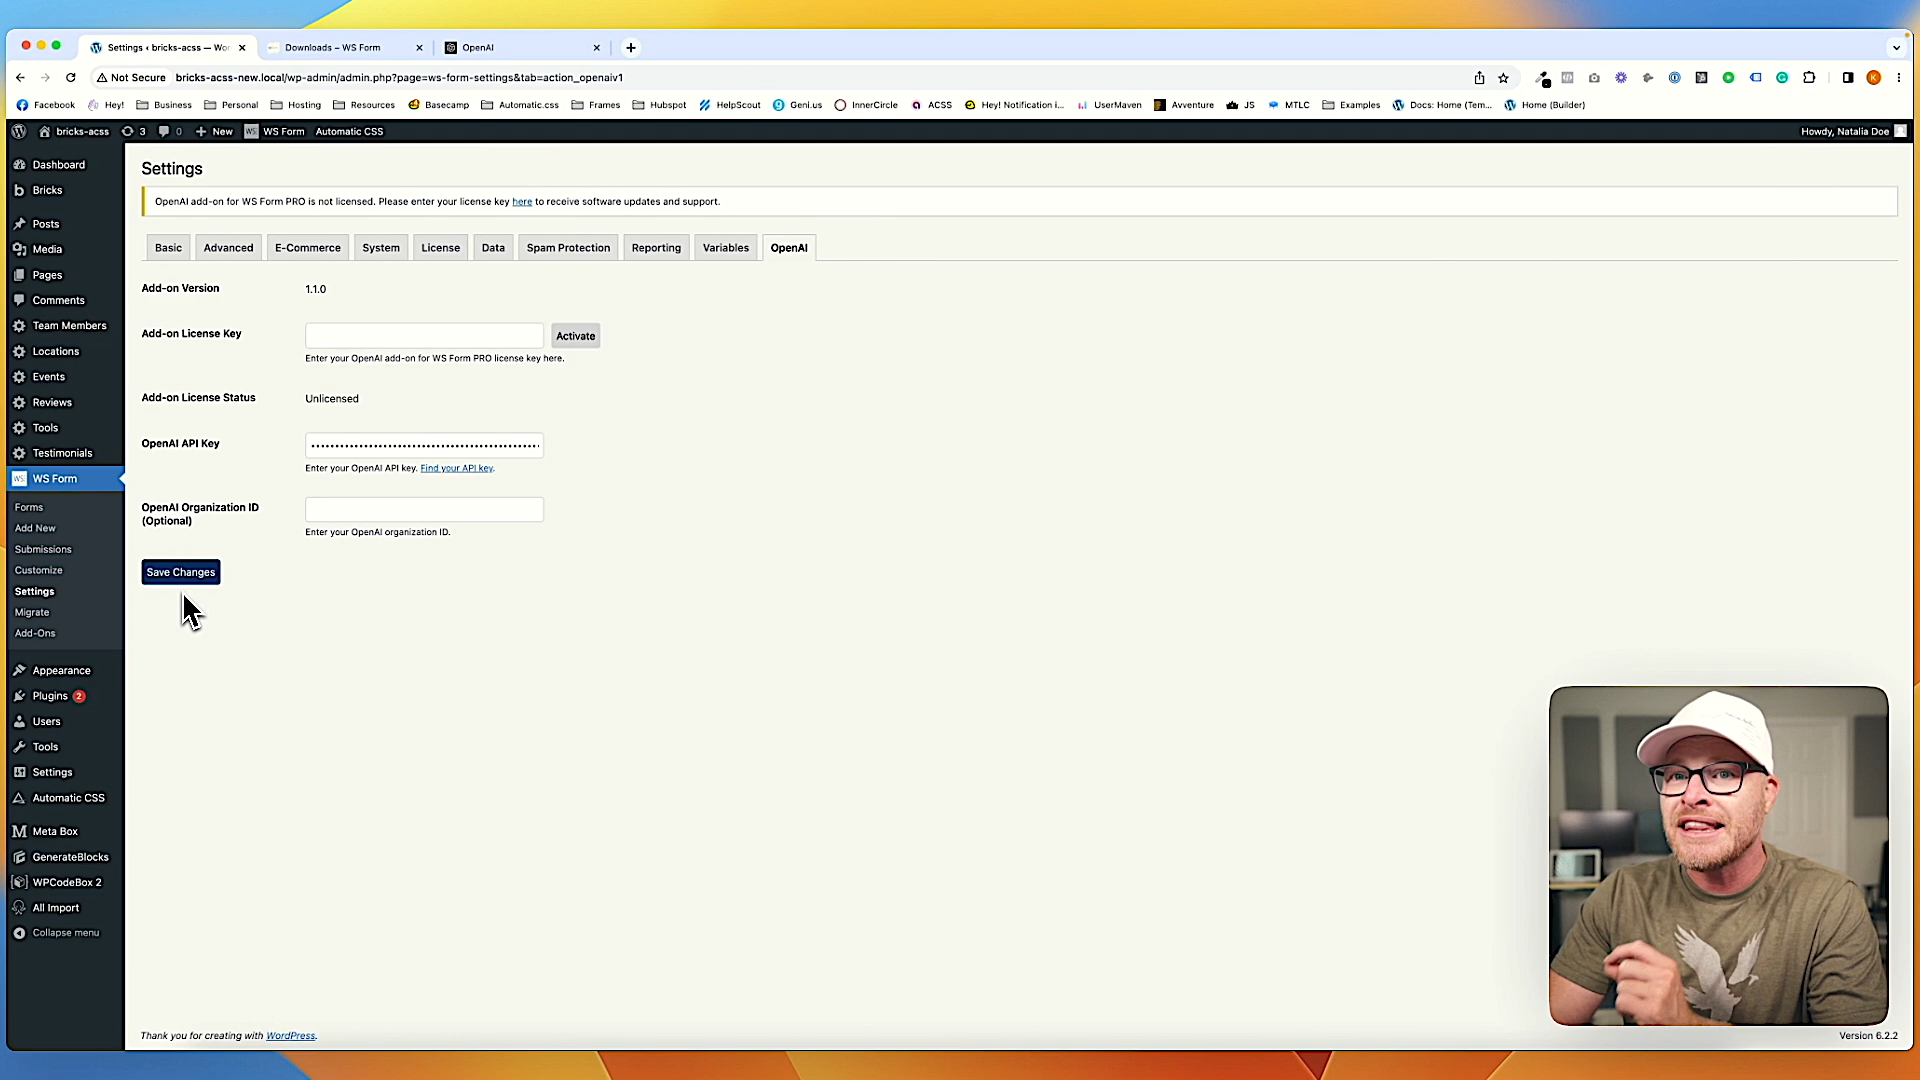 Settings ‹ bricks-acss — Wor
Downloads – WS Form
OpenAI
Not Secure
bricks-acss-new.local/wp-admin/admin.php?page=ws-form-settings&tab=action_openaiv1
Facebook
Hey!
Business
Personal
Hosting
Resources
Basecamp
Automatic.css
Frames
Hubspot
HelpScout
Geni.us
InnerCircle
ACSS
Hey! Notification i...
UserMaven
Avventure
JS
MTLC
Examples
Docs: Home (Tem...
Home (Builder)
bricks-acss
3
0
New
WS Form
Automatic CSS
Howdy, Natalia Doe
Dashboard
Bricks
Posts
Media
Pages
Comments
Team Members
Locations
Events
Reviews
Tools
Testimonials
WS Form
Forms
Add New
Submissions
Customize
Settings
Migrate
Add-Ons
Appearance
Plugins 2
Users
Tools
Settings
Automatic CSS
Meta Box
GenerateBlocks
WPCodeBox 2
All Import
Collapse menu
Settings
OpenAI add-on for WS Form PRO is not licensed. Please enter your license key here to receive software updates and support.
Basic
Advanced
E-Commerce
System
License
Data
Spam Protection
Reporting
Variables
OpenAI
Add-on Version
1.1.0
Add-on License Key
Activate
Enter your OpenAI add-on for WS Form PRO license key here.
Add-on License Status
Unlicensed
OpenAI API Key
Enter your OpenAI API key. Find your API key.
OpenAI Organization ID
(Optional)
Enter your OpenAI organization ID.
Save Changes
Thank you for creating with WordPress.
Version 6.2.2